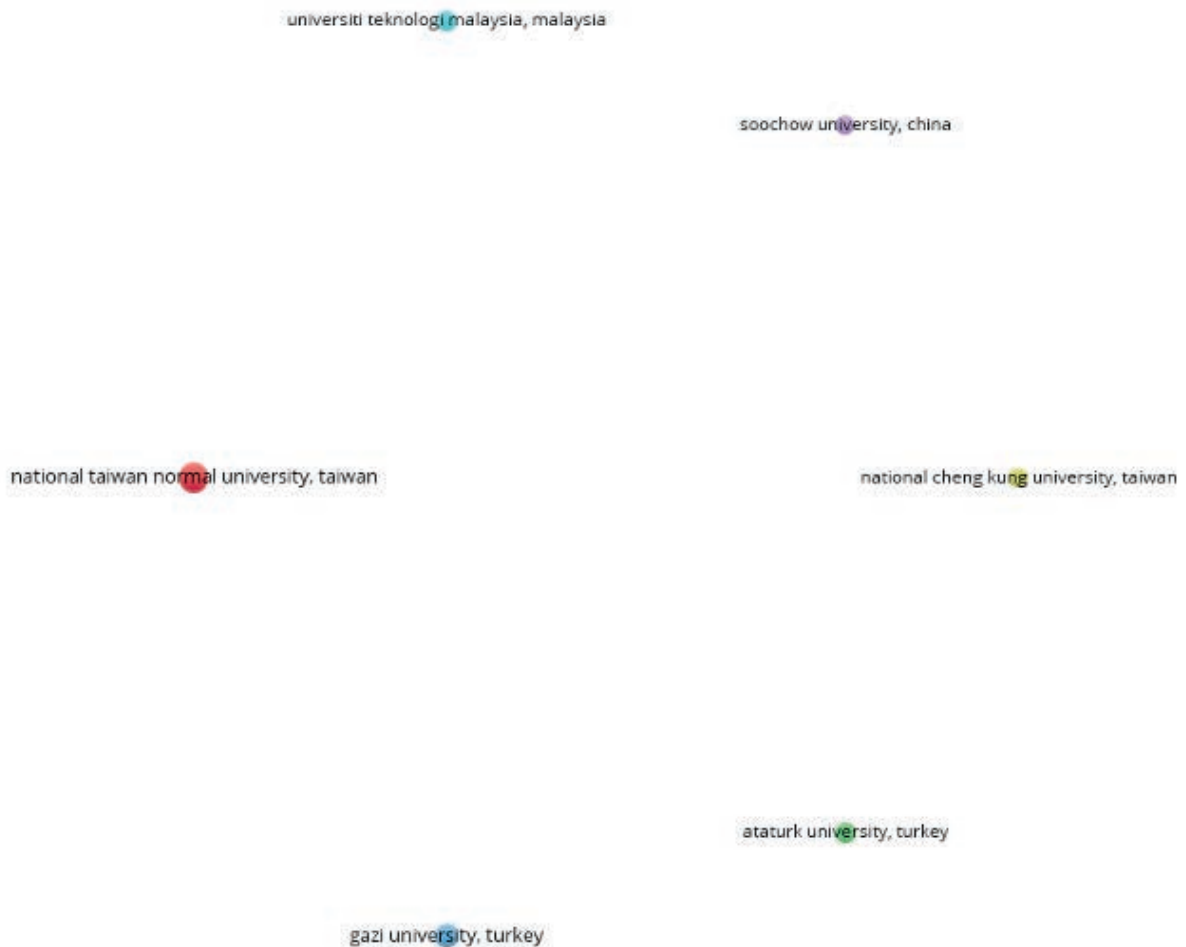 universiti teknologi malaysia, malaysia
soochow university, china
national taiwan normal university, taiwan
national cheng kung university, taiwan
ataturk university, turkey
gazi university, turkey